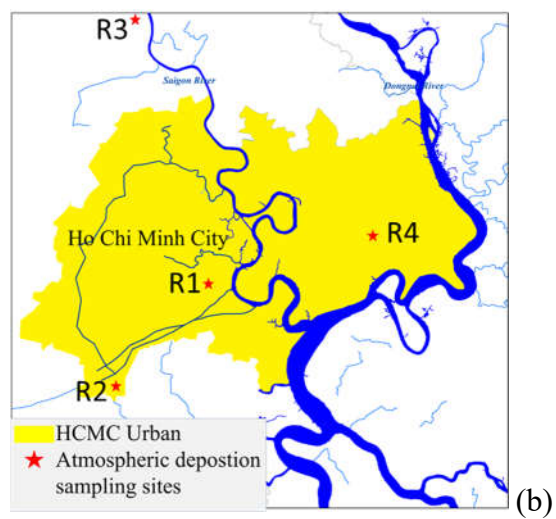 R3
Saigon River
Dongnai River
Ho Chi Minh City
R4
R1
R2
HCMC Urban
Atmospheric depostion
sampling sites
(b)